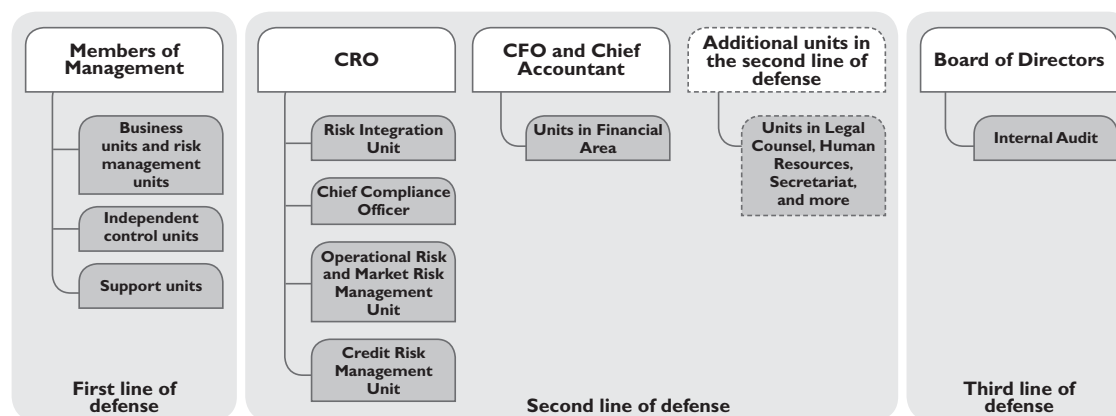 Members of
Management
Business
units and risk
management
units
Independent
control units
Support units
First line of
defense
CRO
Risk Integration
Unit
Chief Compliance
Officer
Operational Risk
and Market Risk
Management
Unit
Credit Risk
Management
Unit
CFO and Chief
Accountant
Units in Financial
Area
Additional units in
the second line of
defense
Units in Legal
Counsel, Human
Resources,
Secretariat,
and more
Second line of defense
Board of Directors
Internal Audit
Third line of
defense